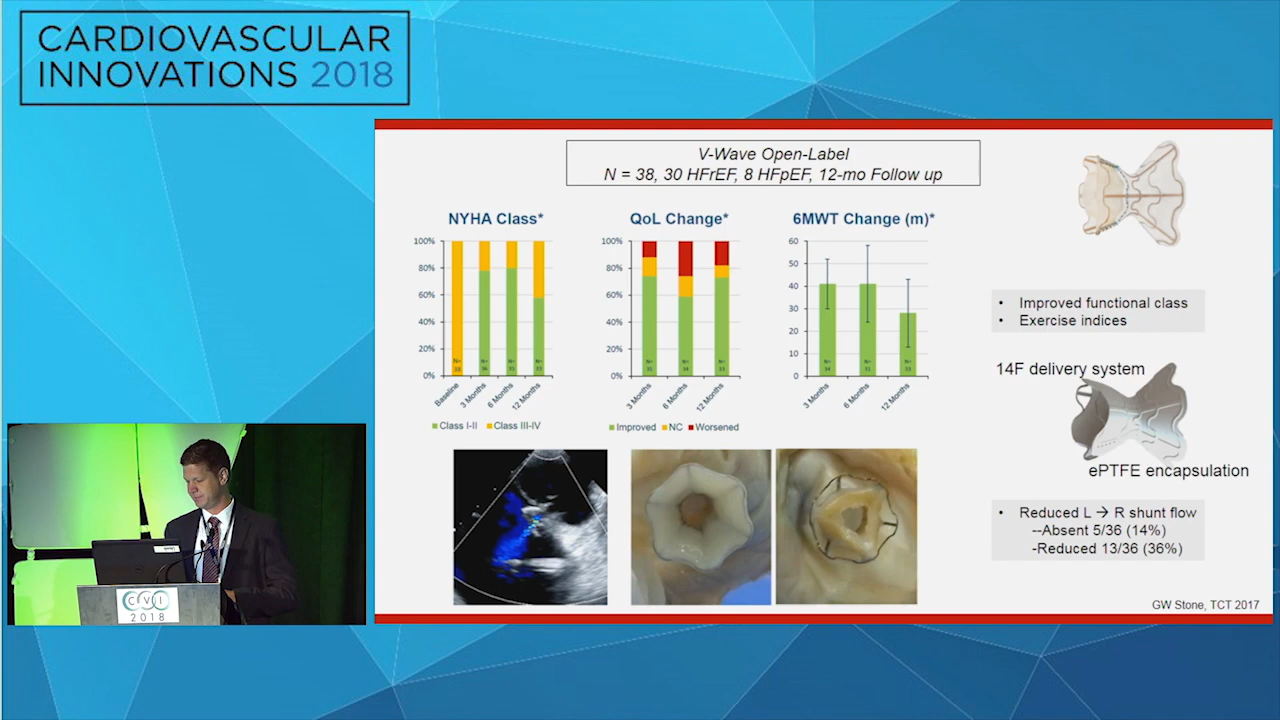 CARDIOVASCULAR
INNOVATIONS 2018
V-Wave Open-Label
N = 38, 30 HFrEF, 8 HFpEF, 12-mo Follow up
NYHA Class*
100%
80%
60%
40%
20%
0%
N=
Baseline
3 Months
6 Months
12 Months
Class I-II
Class III-IV
QoL Change*
100%
80%
60%
40%
20%
0%
3 Months
6 Months
12 Months
Improved
NC
Worsened
6MWT Change (m)*
60
50
40
30
20
10
0
3 Months
6 Months
12 Months
• Improved functional class
• Exercise indices
14F delivery system
ePTFE encapsulation
• Reduced L → R shunt flow
--Absent 5/36 (14%)
-Reduced 13/36 (36%)
GW Stone, TCT 2017
CVI
2018